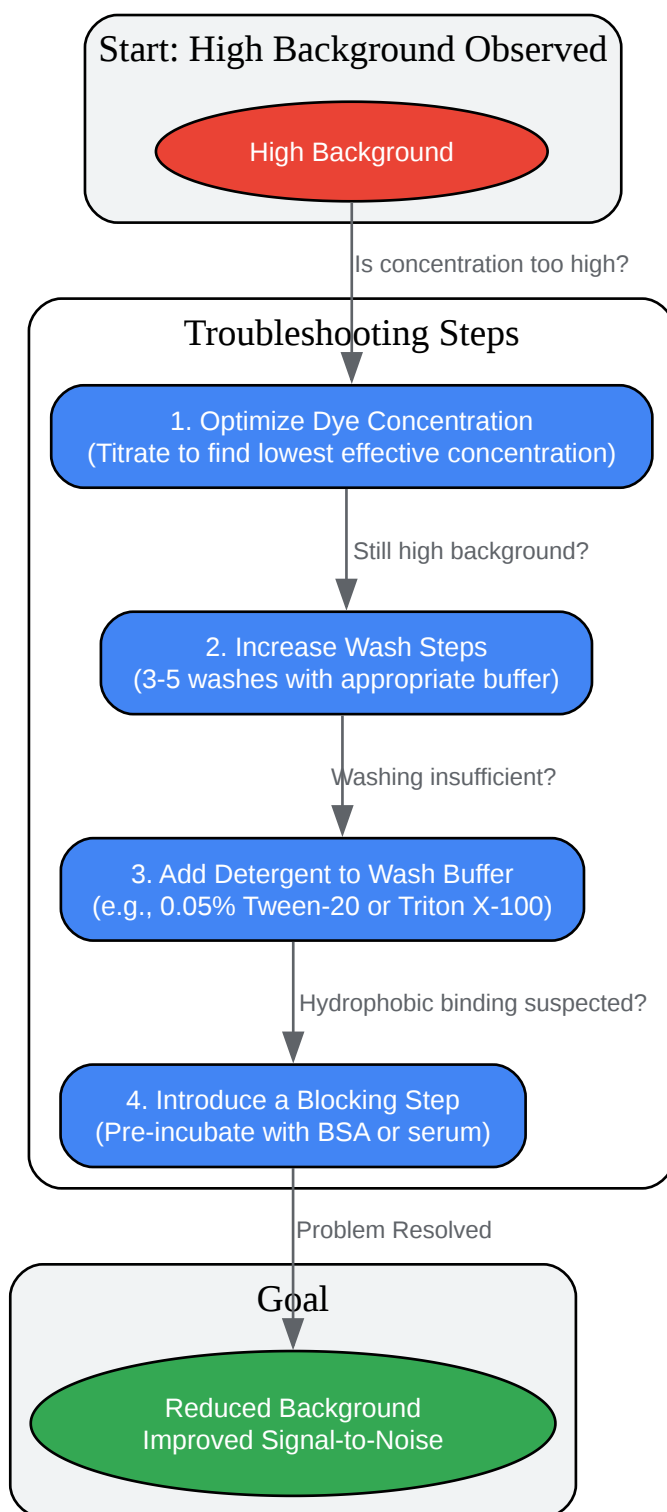 Start: High Background Observed
High Background
Is concentration too high?
Troubleshooting Steps
1. Optimize Dye Concentration
(Titrate to find lowest effective concentration)
Still high background?
2. Increase Wash Steps
(3-5 washes with appropriate buffer)
Washing insufficient?
3. Add Detergent to Wash Buffer
(e.g., 0.05% Tween-20 or Triton X-100)
Hydrophobic binding suspected?
4. Introduce a Blocking Step
(Pre-incubate with BSA or serum)
Problem Resolved
Goal
Reduced Background
Improved Signal-to-Noise